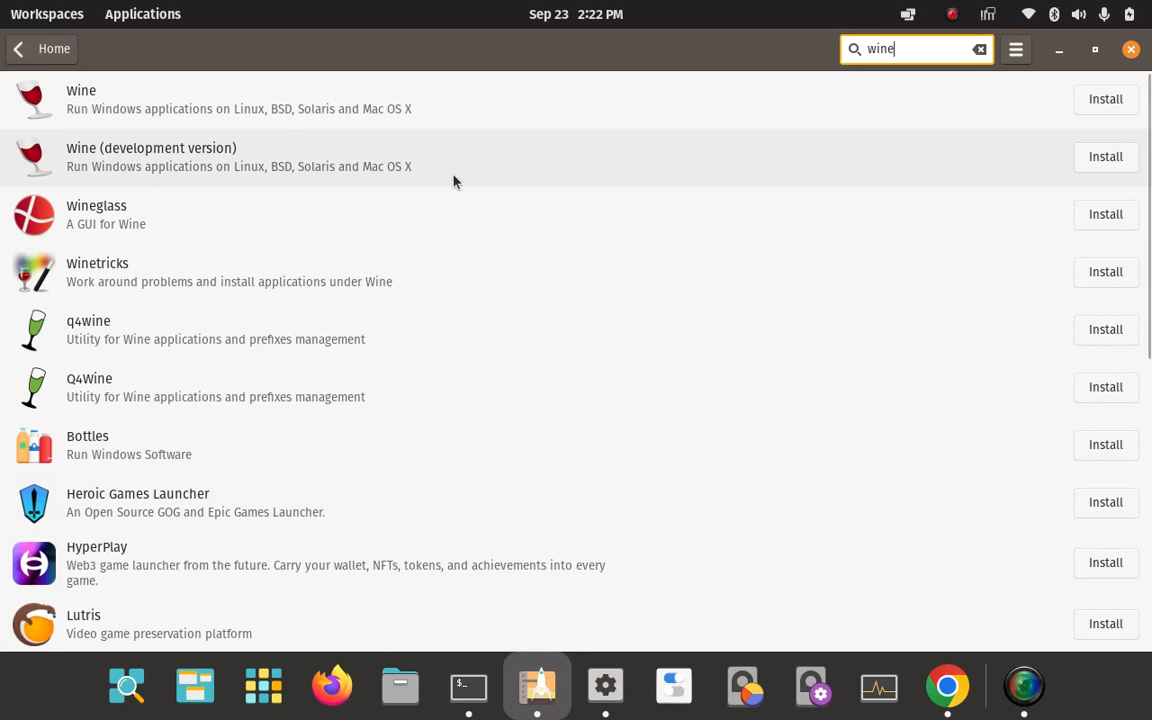 Workspaces Applications Sep 23 2:22 PM
Home wine
Wine
Run Windows applications on Linux, BSD, Solaris and Mac OS X
Install
Wine (development version)
Run Windows applications on Linux, BSD, Solaris and Mac OS X
Install
Wineglass
A GUI for Wine
Install
Winetricks
Work around problems and install applications under Wine
Install
q4wine
Utility for Wine applications and prefixes management
Install
Q4Wine
Utility for Wine applications and prefixes management
Install
Bottles
Run Windows Software
Install
Heroic Games Launcher
An Open Source GOG and Epic Games Launcher.
Install
HyperPlay
Web3 game launcher from the future. Carry your wallet, NFTs, tokens, and achievements into every
game.
Install
Lutris
Video game preservation platform
Install
$_